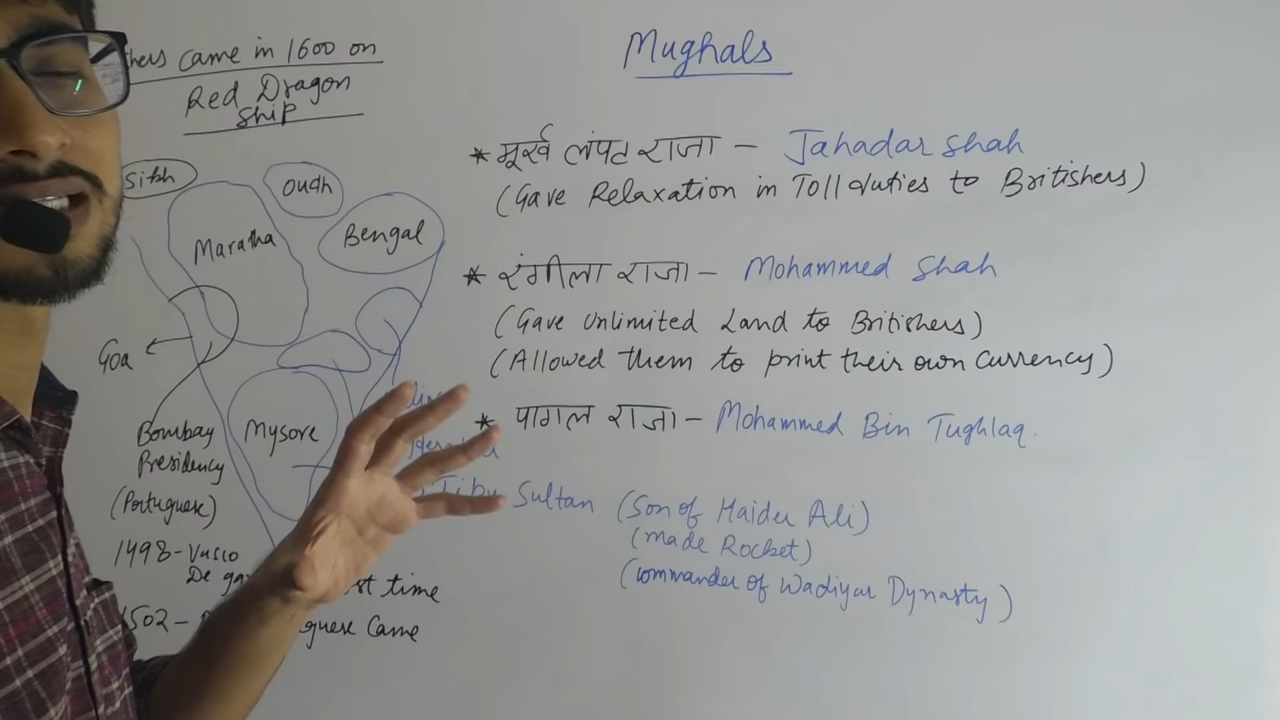 came in 1600 on
Red Dragon
Ship
Sikh
Oudh
Maratha
Bengal
Goa
Bombay
Presidency
(Portuguese)
Mysore
1498- Vasco
De
time
Came
Mughals
* मूर्ख लंपट राजा - Jahadar Shah
(Gave Relaxation in Toll duties to Britishers)
* रंगीला राजा - Mohammed Shah
(Gave Unlimited Land to Britishers)
(Allowed them to print their own Currency)
* पागल राजा - Mohammed Bin Tughlaq.
Tipu Sultan (Son of Haider Ali)
(made Rocket)
(Commander of Wadiyar Dynasty)